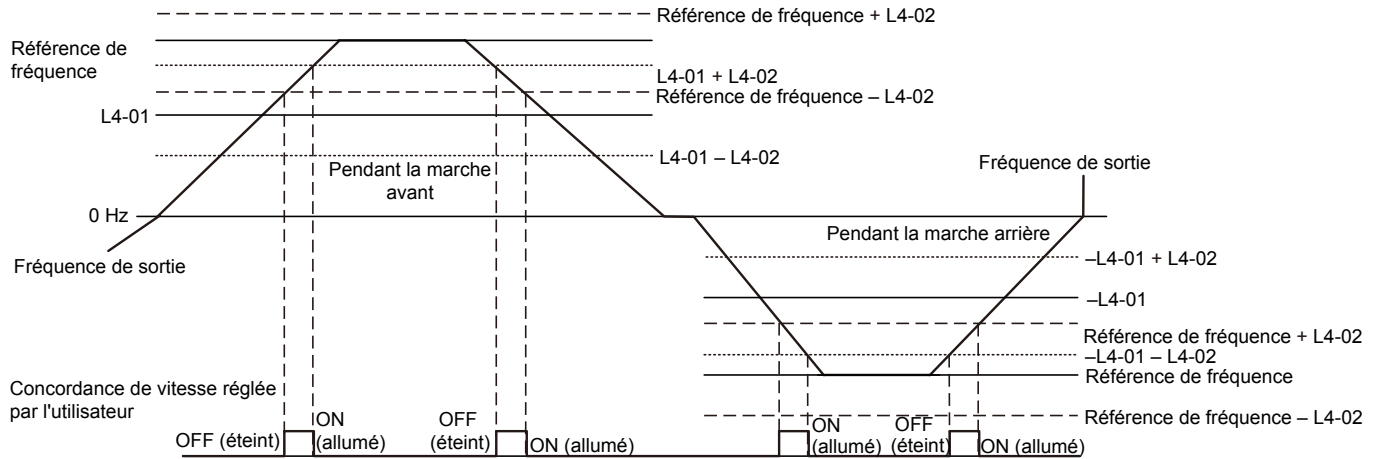 Référence de fréquence + L4-02
Référence de
fréquence
L4-01 + L4-02
Référence de fréquence – L4-02
L4-01
L4-01 – L4-02
Pendant la marche
avant
Fréquence de sortie
0 Hz
Pendant la marche arrière
Fréquence de sortie
–L4-01 + L4-02
–L4-01
Référence de fréquence + L4-02
–L4-01 – L4-02
Référence de fréquence
Référence de fréquence – L4-02
Concordance de vitesse réglée
par l'utilisateur
OFF (éteint)
ON
(allumé)
OFF
(éteint)
ON (allumé)
ON
(allumé)
OFF
(éteint)
ON (allumé)